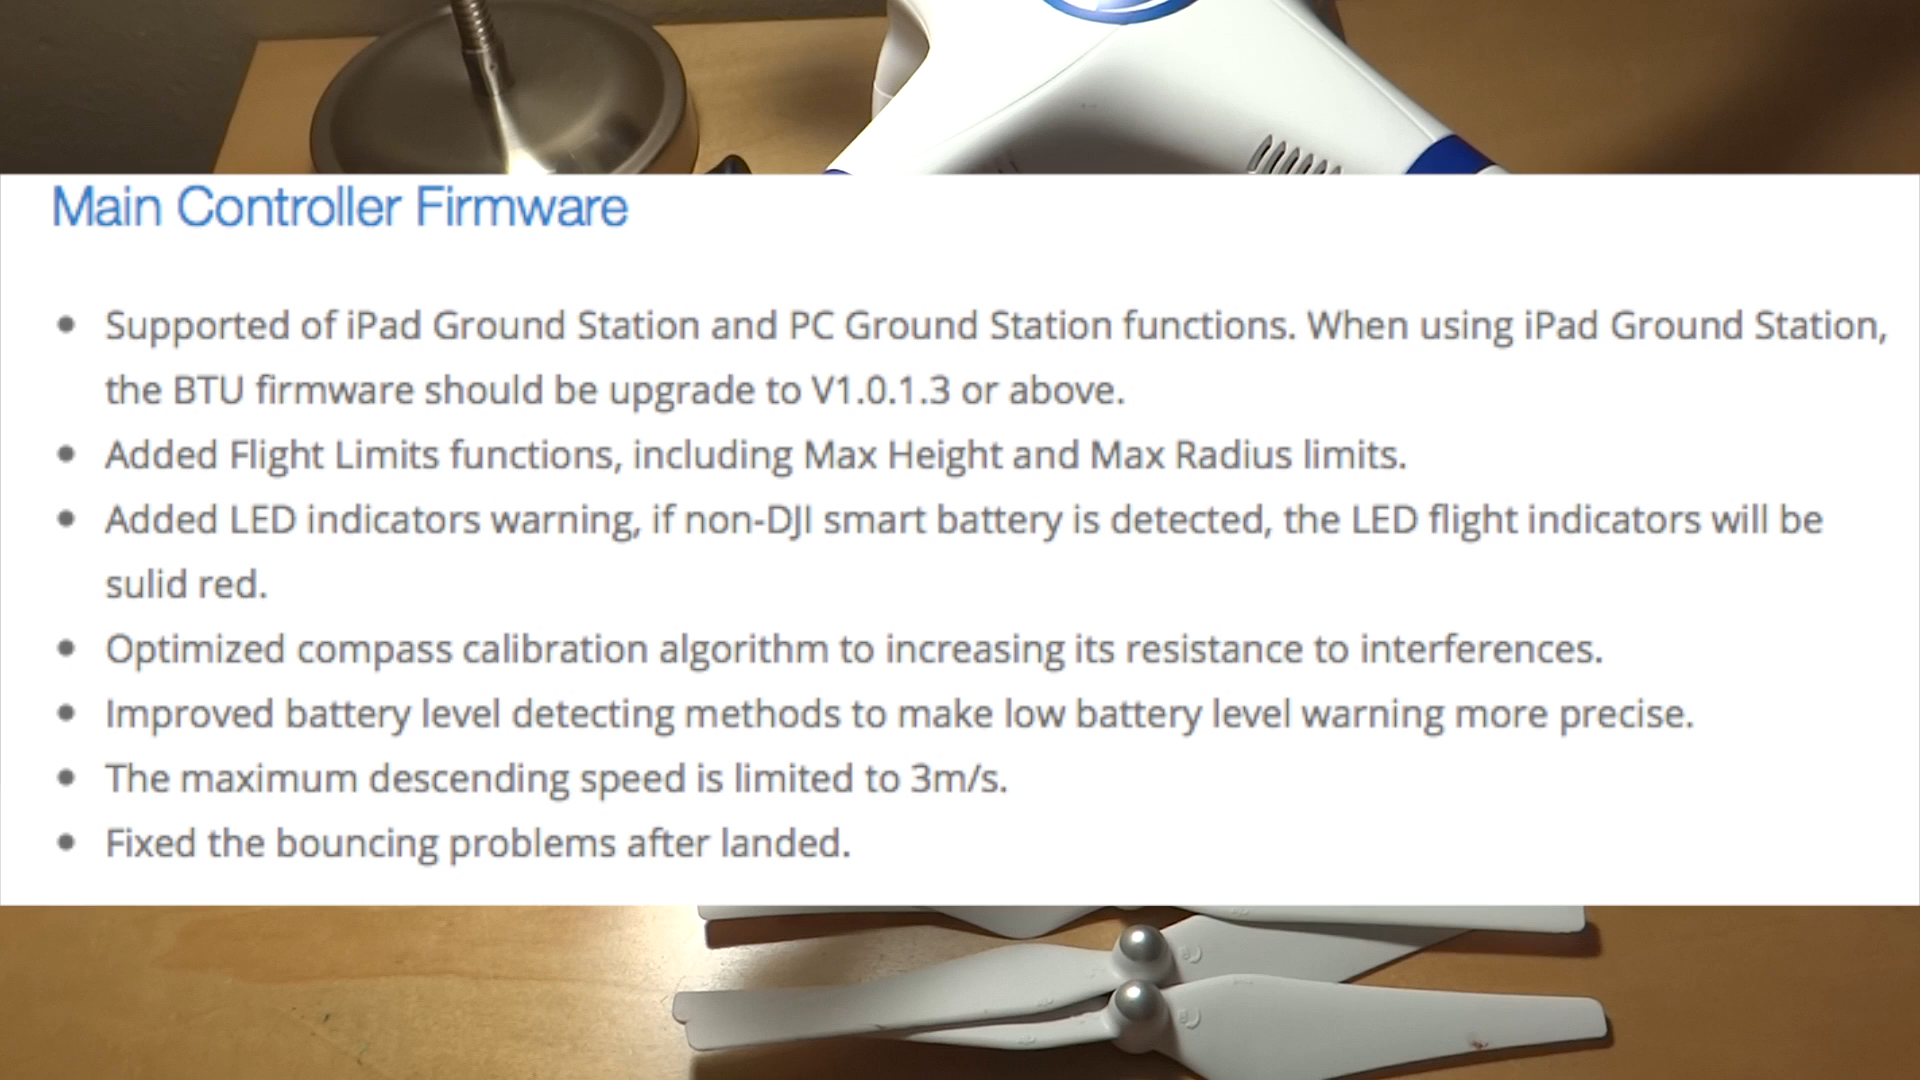 Main Controller Firmware
Supported of iPad Ground Station and PC Ground Station functions. When using iPad Ground Station,
the BTU firmware should be upgrade to V1.0.1.3 or above.
Added Flight Limits functions, including Max Height and Max Radius limits.
Added LED indicators warning, if non-DJI smart battery is detected, the LED flight indicators will be
sulid red.
Optimized compass calibration algorithm to increasing its resistance to interferences.
Improved battery level detecting methods to make low battery level warning more precise.
The maximum descending speed is limited to 3m/s.
Fixed the bouncing problems after landed.